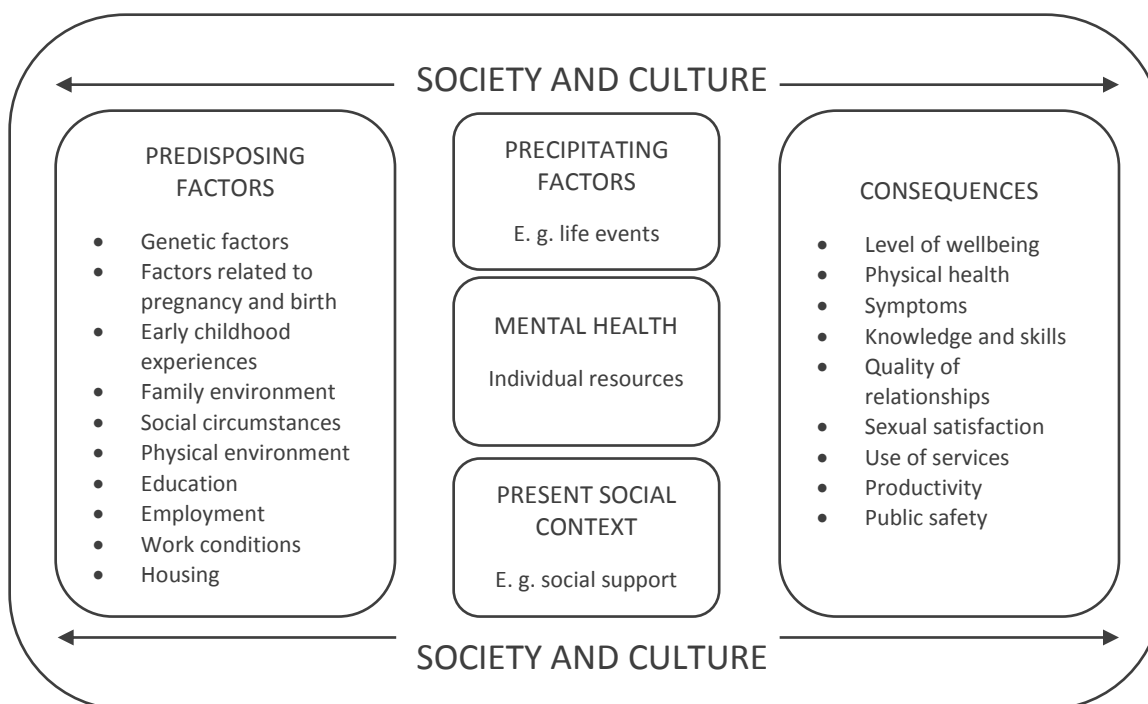 SOCIETY AND CULTURE
PREDISPOSING
FACTORS
• Genetic factors
• Factors related to
pregnancy and birth
• Early childhood
experiences
• Family environment
• Social circumstances
• Physical environment
• Education
• Employment
• Work conditions
• Housing
PRECIPITATING
FACTORS
E. g. life events
MENTAL HEALTH
Individual resources
PRESENT SOCIAL
CONTEXT
E. g. social support
CONSEQUENCES
• Level of wellbeing
• Physical health
• Symptoms
• Knowledge and skills
• Quality of
relationships
• Sexual satisfaction
• Use of services
• Productivity
• Public safety
SOCIETY AND CULTURE